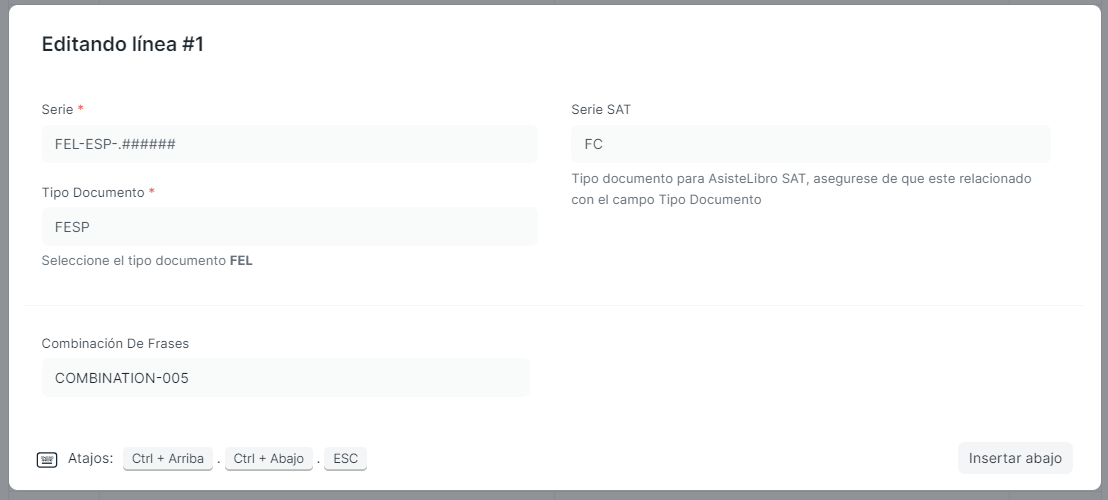 Editando línea #1
Serie *
FEL-ESP-.######
Serie SAT
FC
Tipo documento para AsisteLibro SAT, asegurese de que este relacionado
con el campo Tipo Documento
Tipo Documento *
FESP
Seleccione el tipo documento FEL
Combinación De Frases
COMBINATION-005
Atajos: Ctrl + Arriba . Ctrl + Abajo . ESC
Insertar abajo